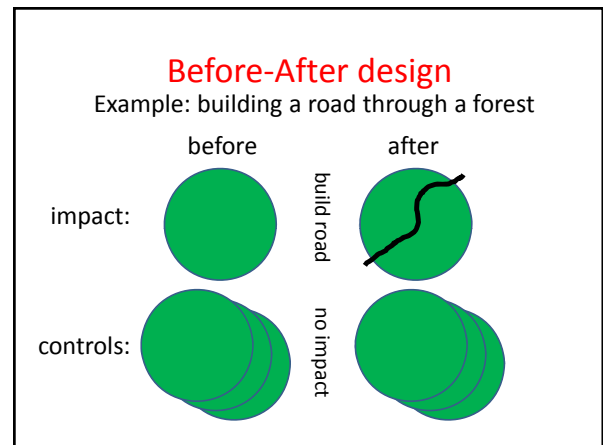 Before-After design
Example: building a road through a forest
before
after
impact:
build road
controls:
no impact